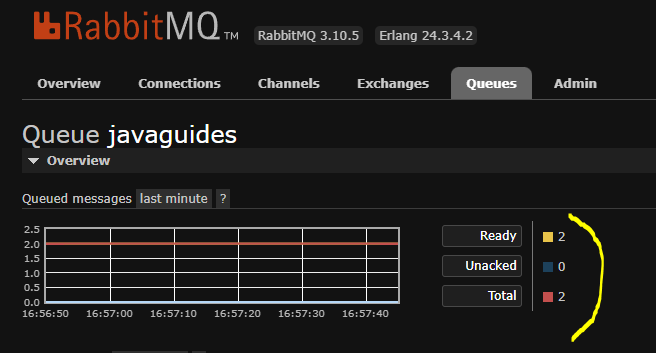 RabbitMQ TM RabbitMQ 3.10.5 Erlang 24.3.4.2
Overview Connections Channels Exchanges Queues Admin
Queue javaguides
Overview
Queued messages last minute ?
2.5
2.0
1.5
1.0
0.5
0.0
16:56:50 16:57:00 16:57:10 16:57:20 16:57:30 16:57:40
Ready 2
Unacked 0
Total 2